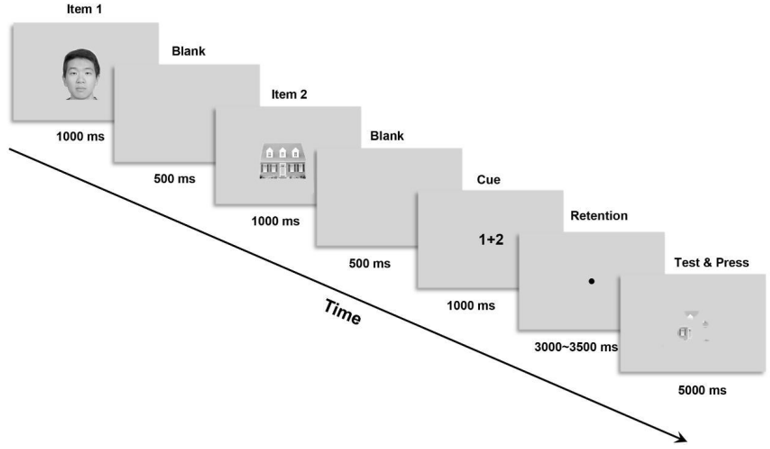 Item 1
1000 ms
Blank
500 ms
Item 2
1000 ms
Blank
500 ms
Cue
1+2
1000 ms
Retention
3000~3500 ms
Test & Press
5000 ms
Time